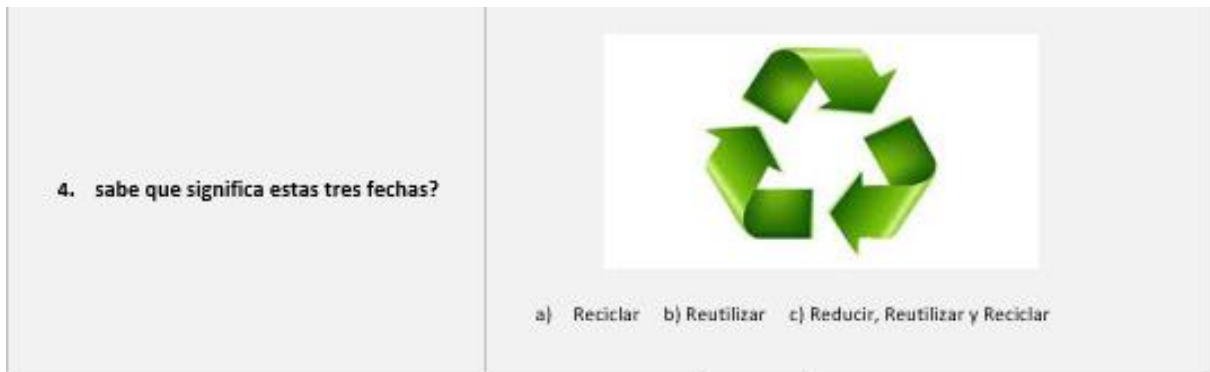 4. sabe que significa estas tres fechas?
a) Reciclar b) Reutilizar c) Reducir, Reutilizar y Reciclar